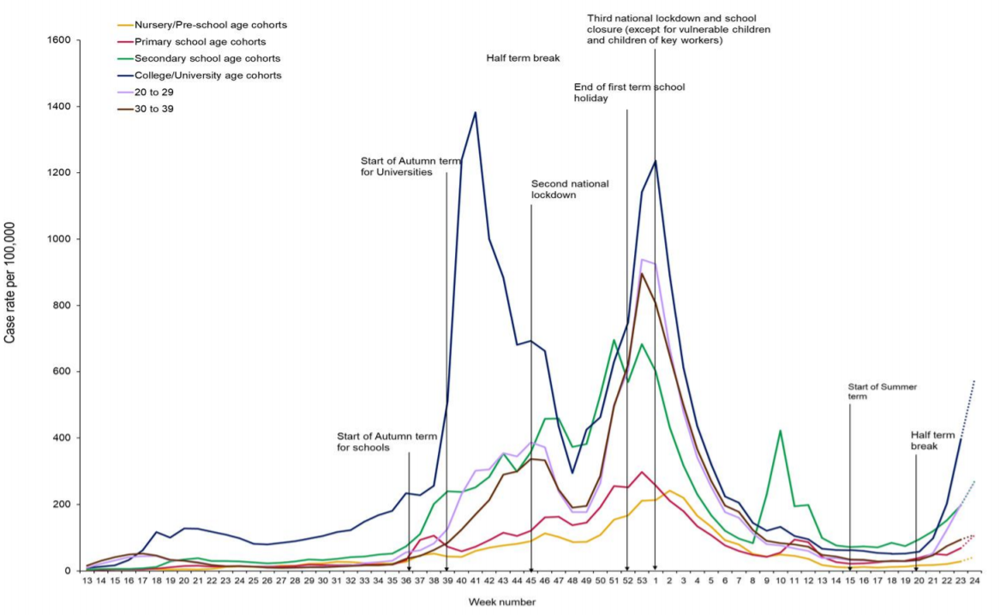 Nursery/Pre-school age cohorts
Primary school age cohorts
Secondary school age cohorts
College/University age cohorts
20 to 29
30 to 39
Third national lockdown and school
closure (except for vulnerable children
and children of key workers)
Half term break
End of first term school
holiday
Start of Autumn term
for Universities
Second national
lockdown
Start of Autumn term
for schools
Start of Summer
term
Half term
break
Case rate per 100,000
1600
1400
1200
1000
800
600
400
200
0
13 14 15 16 17 18 19 20 21 22 23 24 25 26 27 28 29 30 31 32 33 34 35 36 37 38 39 40 41 42 43 44 45 46 47 48 49 50 51 52 53 1 2 3 4 5 6 7 8 9 10 11 12 13 14 15 16 17 18 19 20 21 22 23 24
Week number